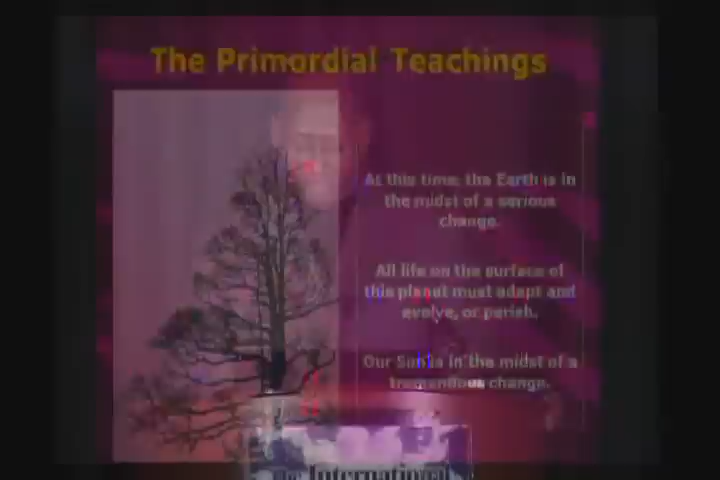 The Primordial Teachings
At this time, the Earth is in
the midst of a serious
change.
All life on the surface of
this planet must adapt and
evolve, or perish.
Our Sun is in the midst of a
tremendous change.
the International